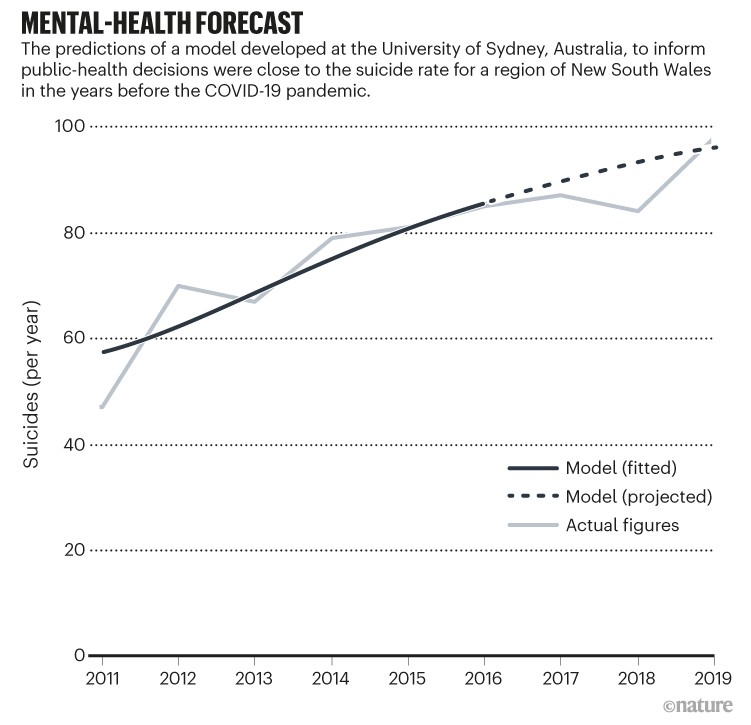 MENTAL-HEALTH FORECAST
The predictions of a model developed at the University of Sydney, Australia, to inform
public-health decisions were close to the suicide rate for a region of New South Wales
in the years before the COVID-19 pandemic.
100
80
60
40
20
0
Suicides (per year)
Model (fitted)
Model (projected)
Actual figures
2011 2012 2013 2014 2015 2016 2017 2018 2019
©nature